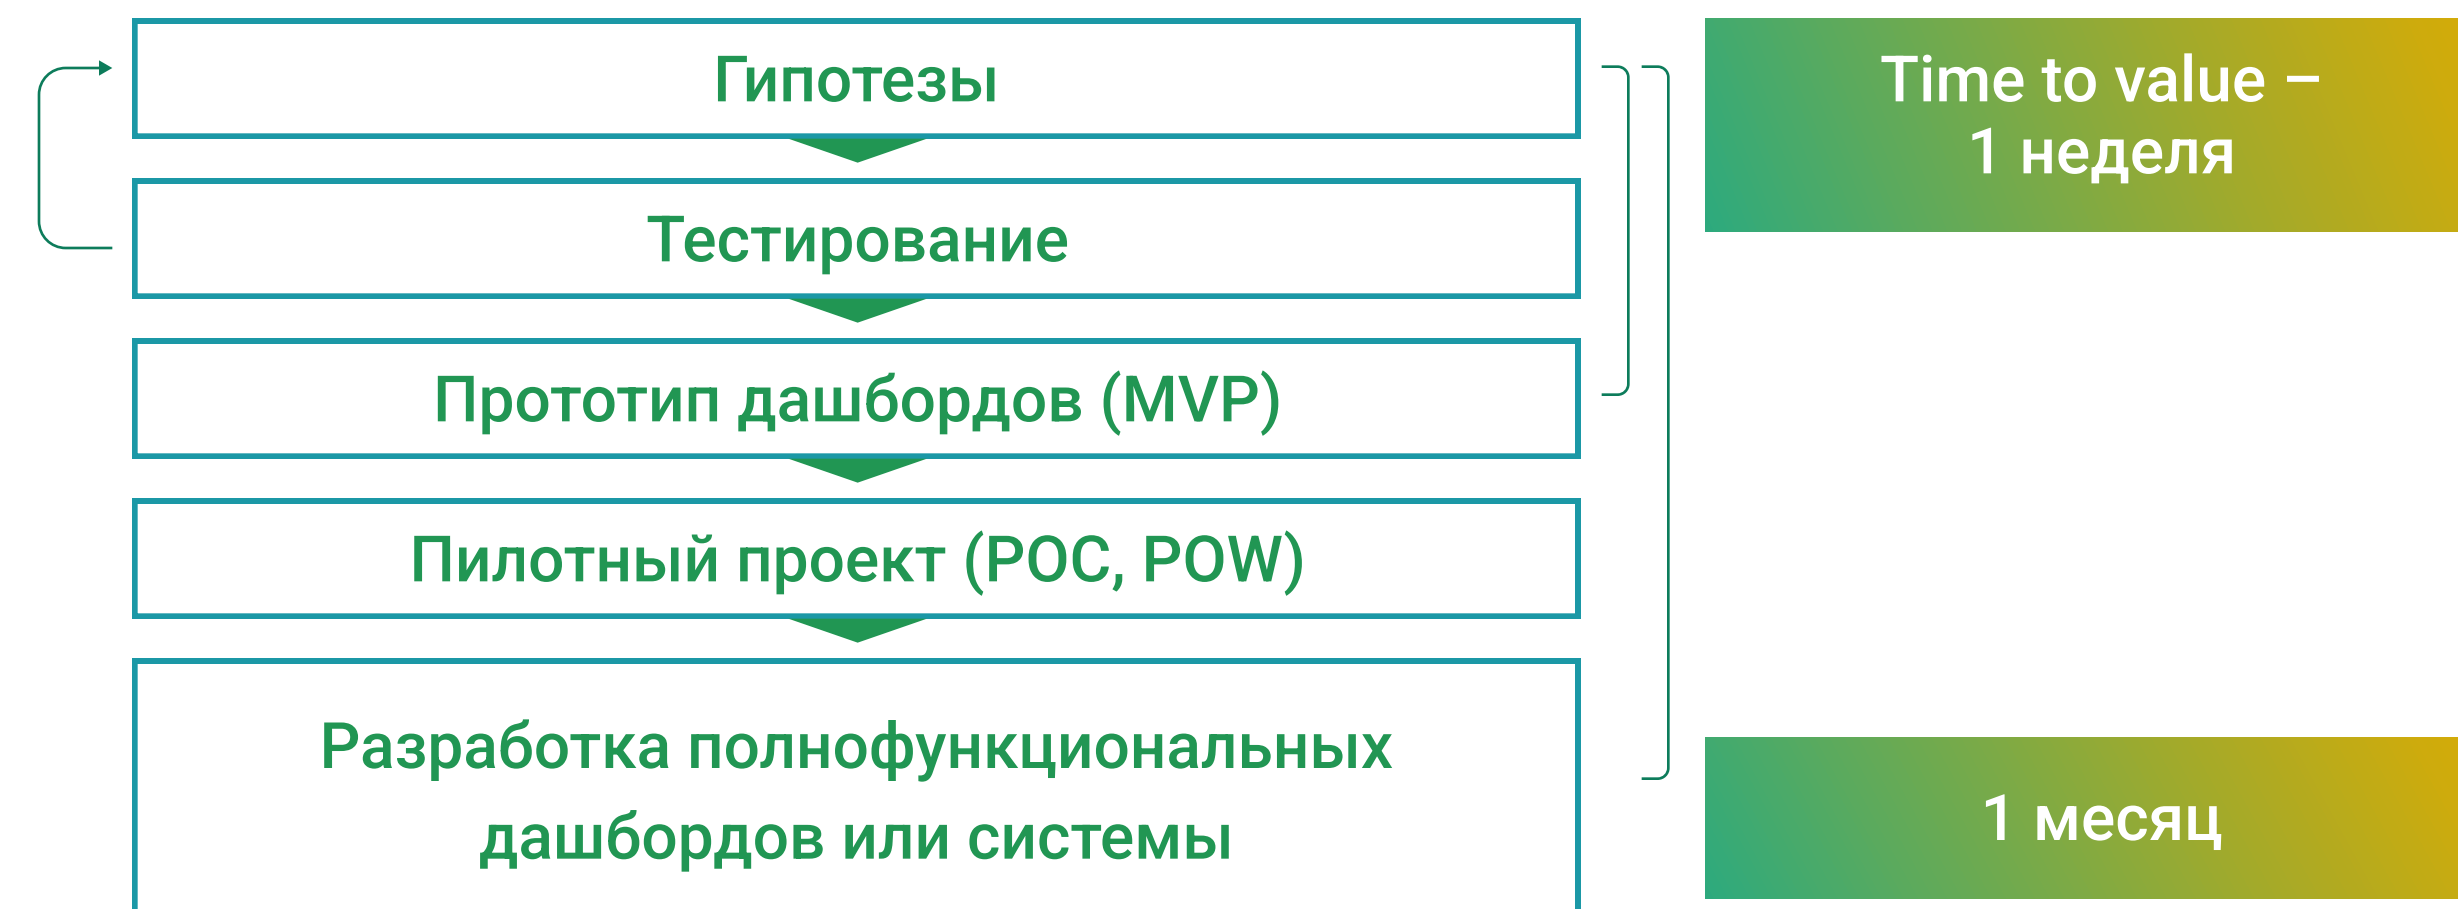 Гипотезы
Тестирование
Прототип дашбордов (MVP)
Пилотный проект (POC, POW)
Разработка полнофункциональных
дашбордов или системы
Time to value –
1 неделя
1 месяц